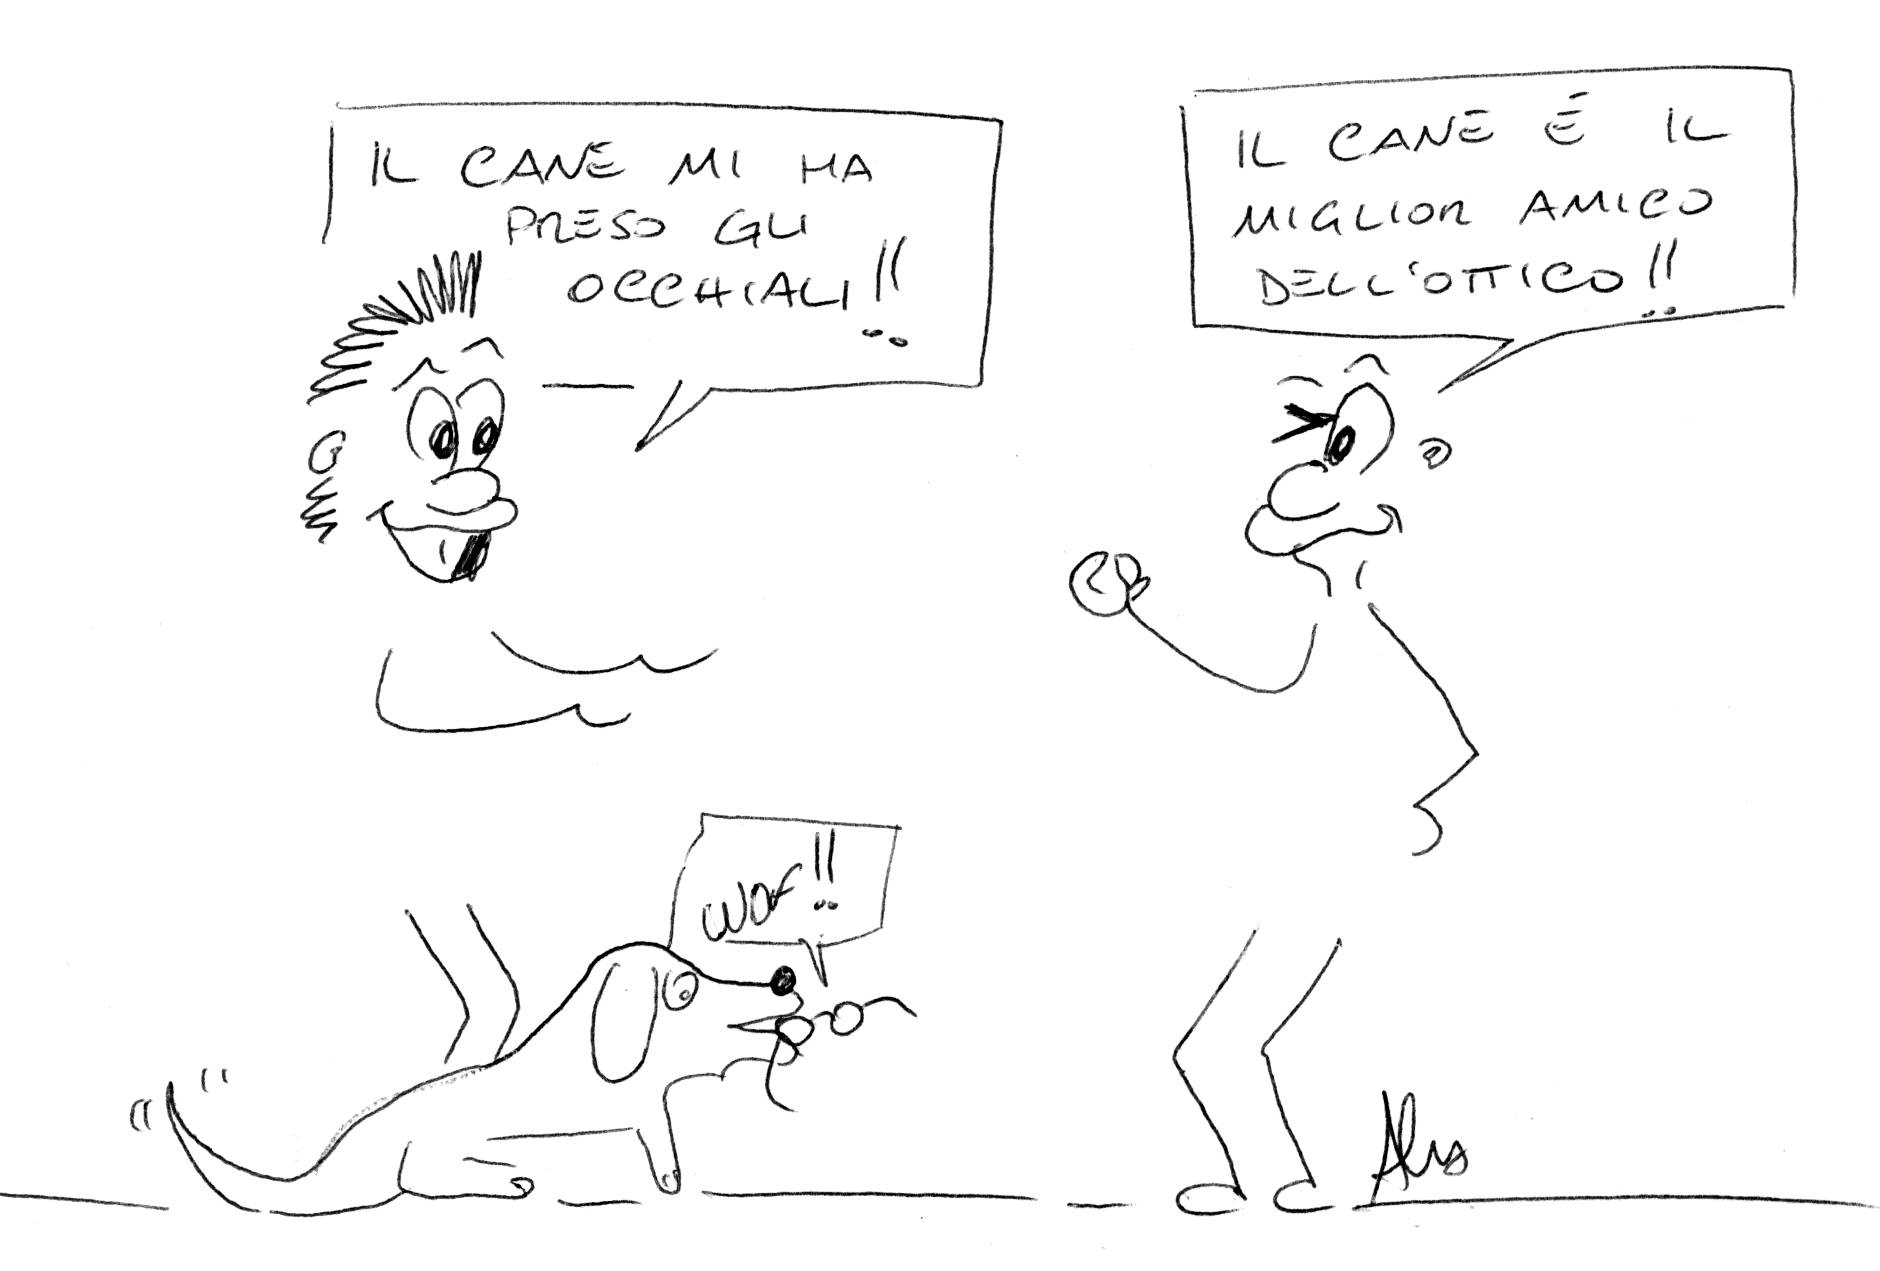 IL CANE MI HA
PRESO GLI
OCCHIALI!!
IL CANE É IL
MIGLIOR AMICO
DELL'OTTICO!!
WOF!!